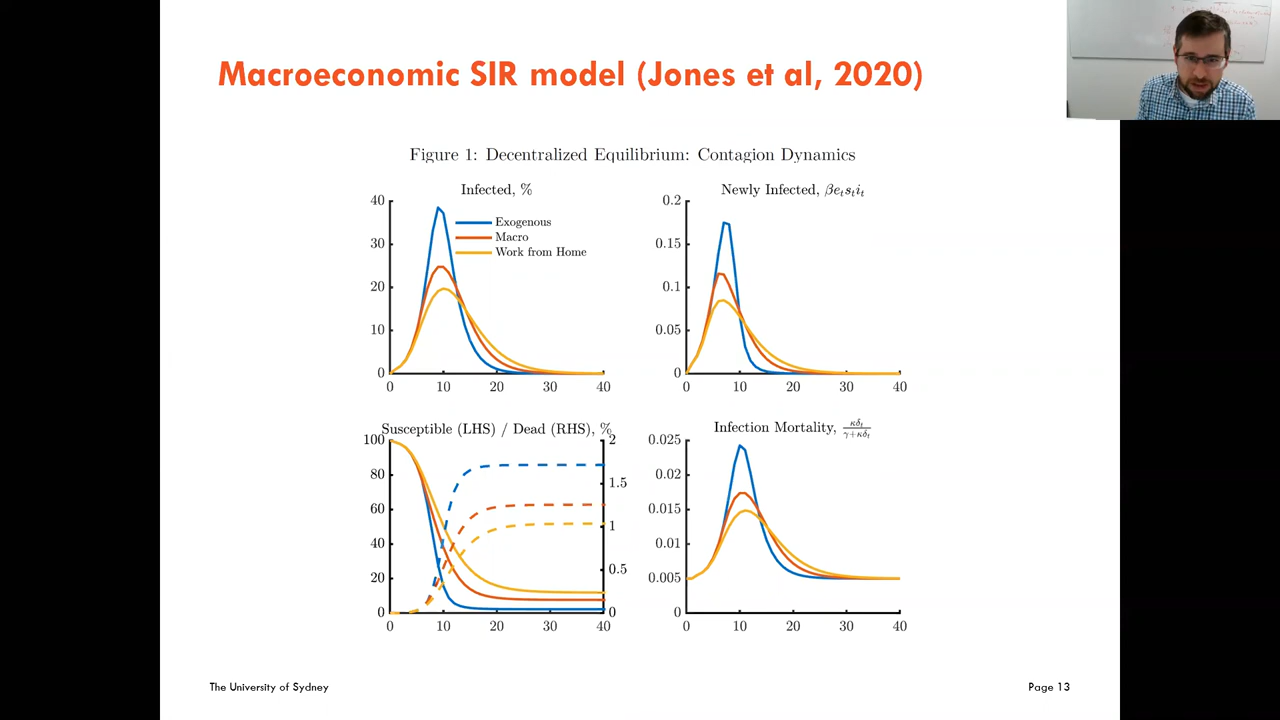 Macroeconomic SIR model (Jones et al, 2020)
Figure 1: Decentralized Equilibrium: Contagion Dynamics
Infected, %
40
30
20
10
0
Exogenous
Macro
Work from Home
0 10 20 30 40
Newly Infected, βeₜsₜiₜ
0.2
0.15
0.1
0.05
0
0 10 20 30 40
Susceptible (LHS) / Dead (RHS), %
100
80
60
40
20
0
2
1.5
1
0.5
0
0 10 20 30 40
Infection Mortality, κδₜ/γ+κδₜ
0.025
0.02
0.015
0.01
0.005
0
0 10 20 30 40
The University of Sydney
Page 13